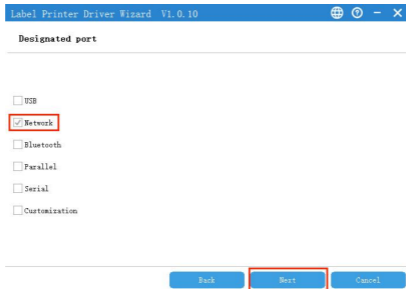 Label Printer Driver Wizard V1.0.10
Designated port
USB
Network
Bluetooth
Parallel
Serial
Customization
Back Next Cancel